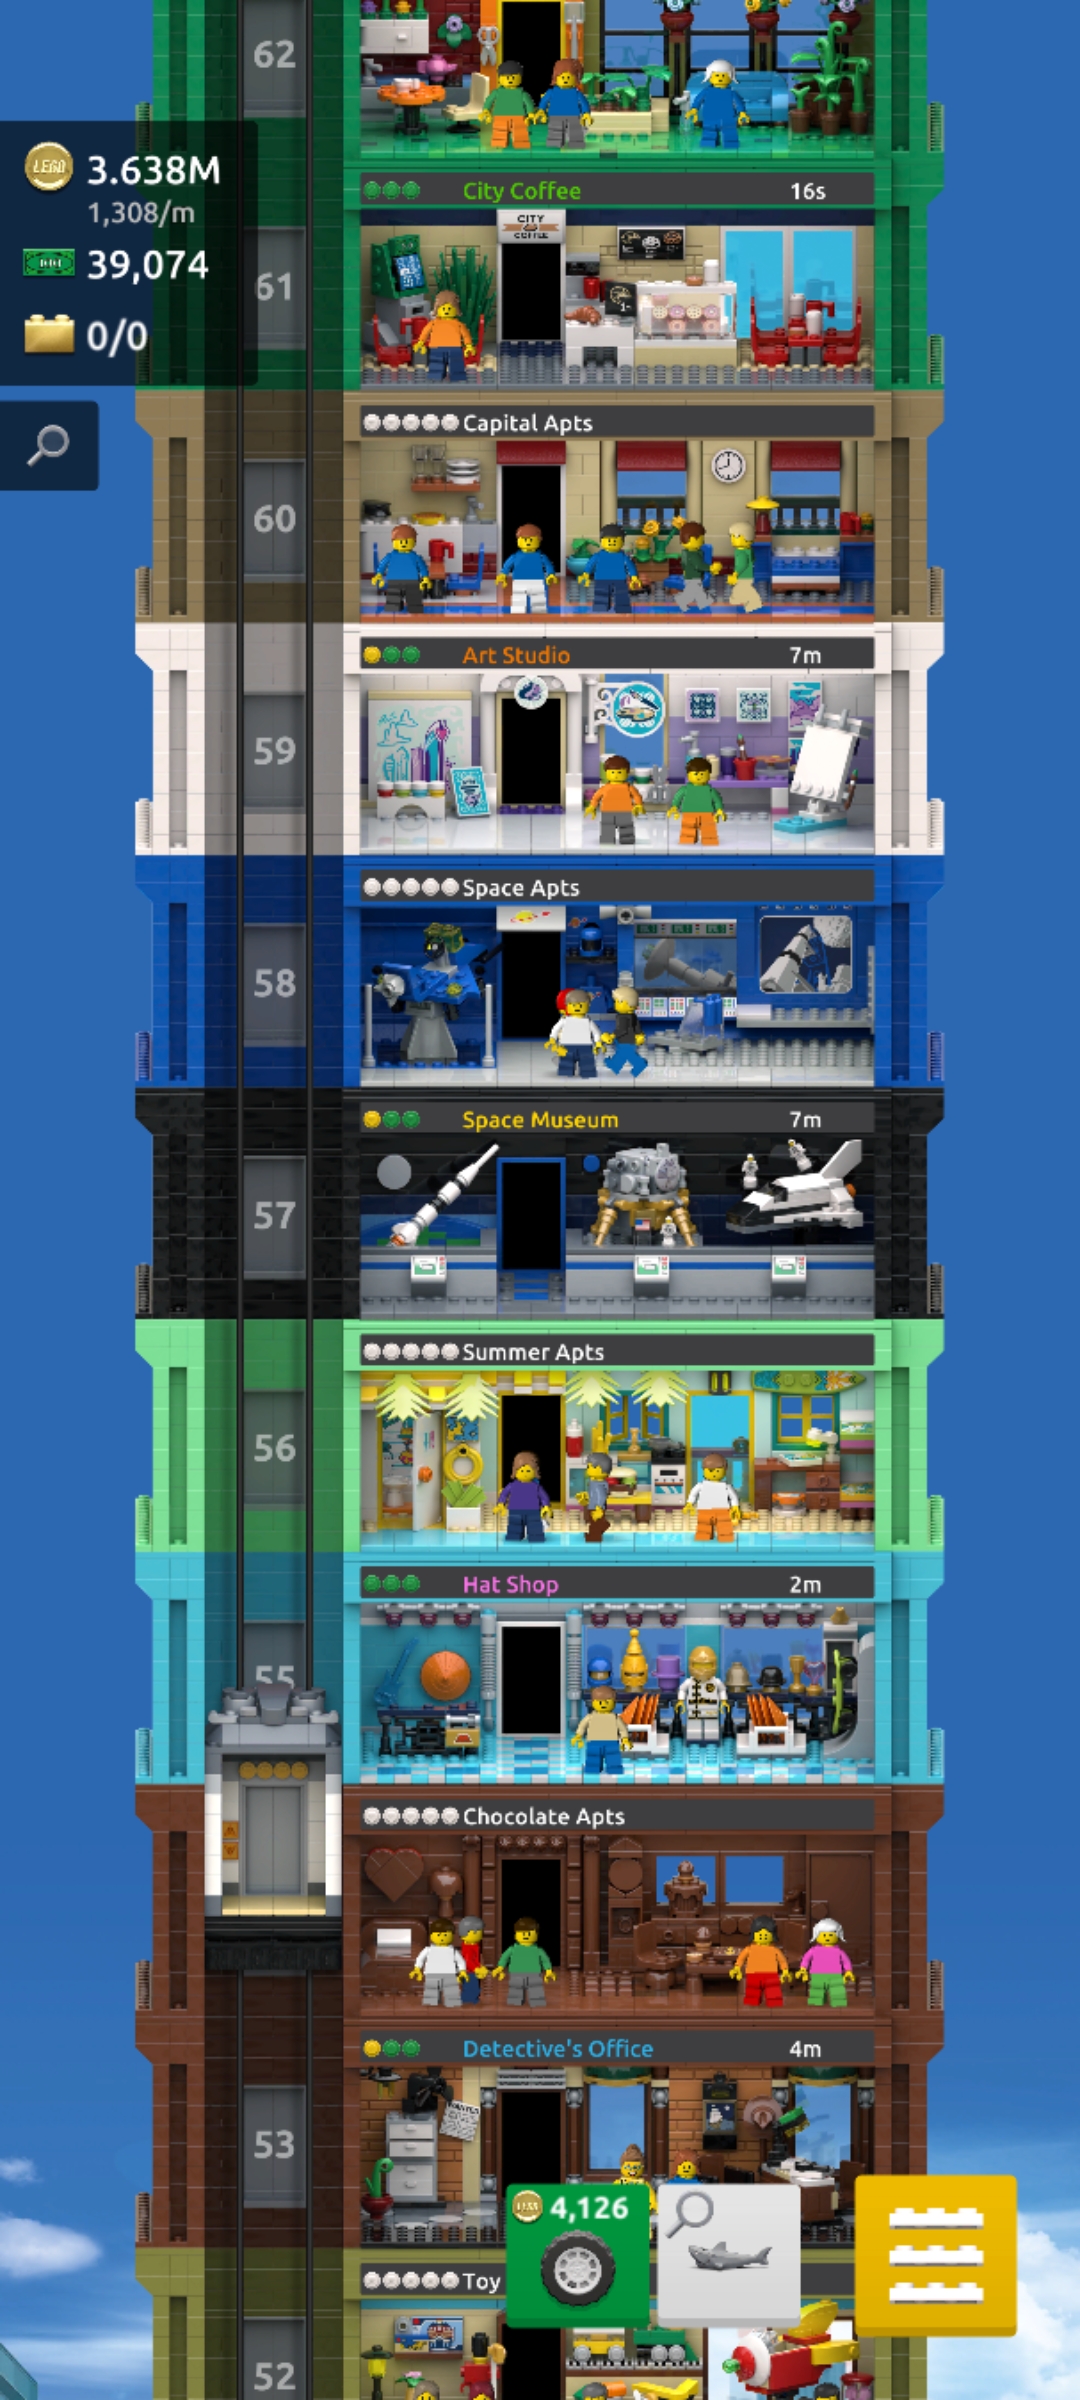 62
LEGO 3.638M
1,308/m
39,074
0/0
City Coffee 16s
CITY
COFFEE
61
Capital Apts
60
Art Studio 7m
59
Space Apts
58
Space Museum 7m
57
Summer Apts
56
Hat Shop 2m
55
Chocolate Apts
Detective's Office 4m
WANTED
53
4,126
Toy
52